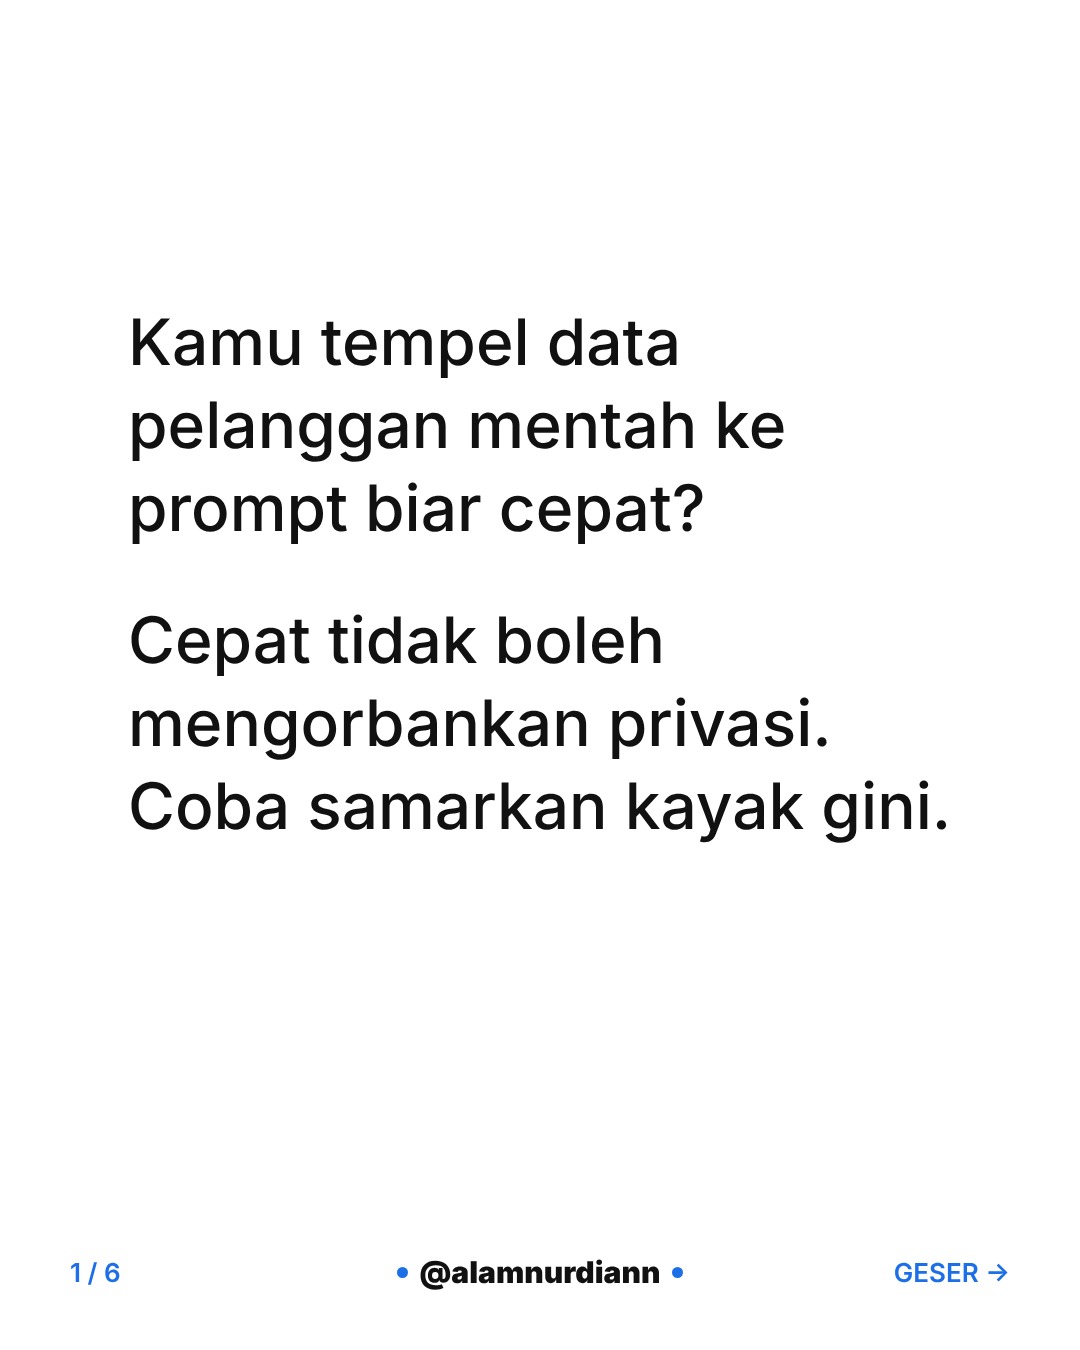 Kamu tempel data
pelanggan mentah ke
prompt biar cepat?
Cepat tidak boleh
mengorbankan privasi.
Coba samarkan kayak gini.
1 / 6
• @alamnurdiann •
GESER →